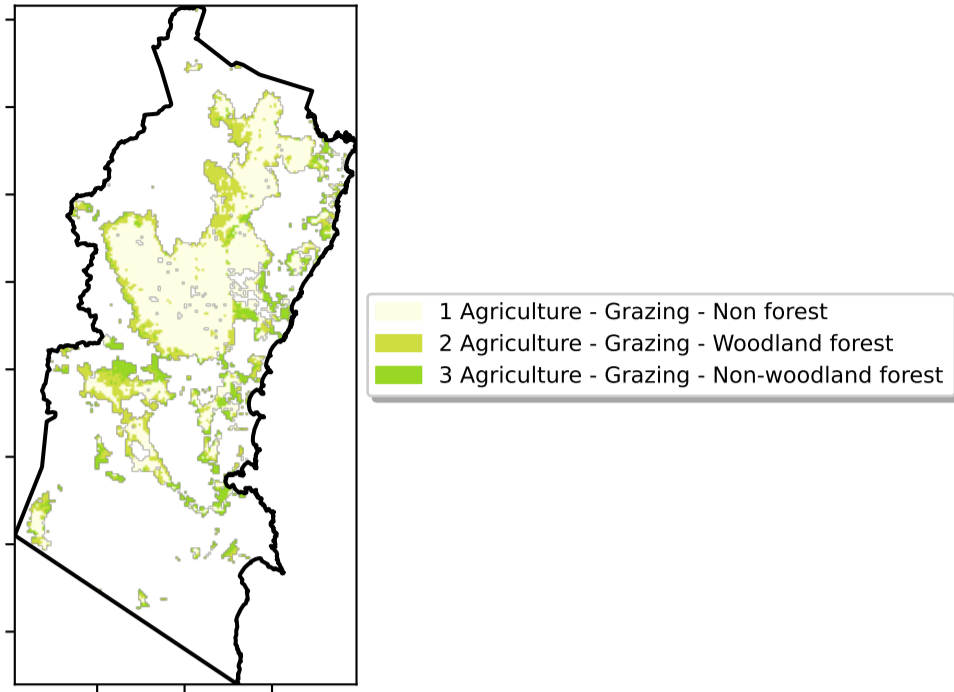 1 Agriculture - Grazing - Non forest
2 Agriculture - Grazing - Woodland forest
3 Agriculture - Grazing - Non-woodland forest